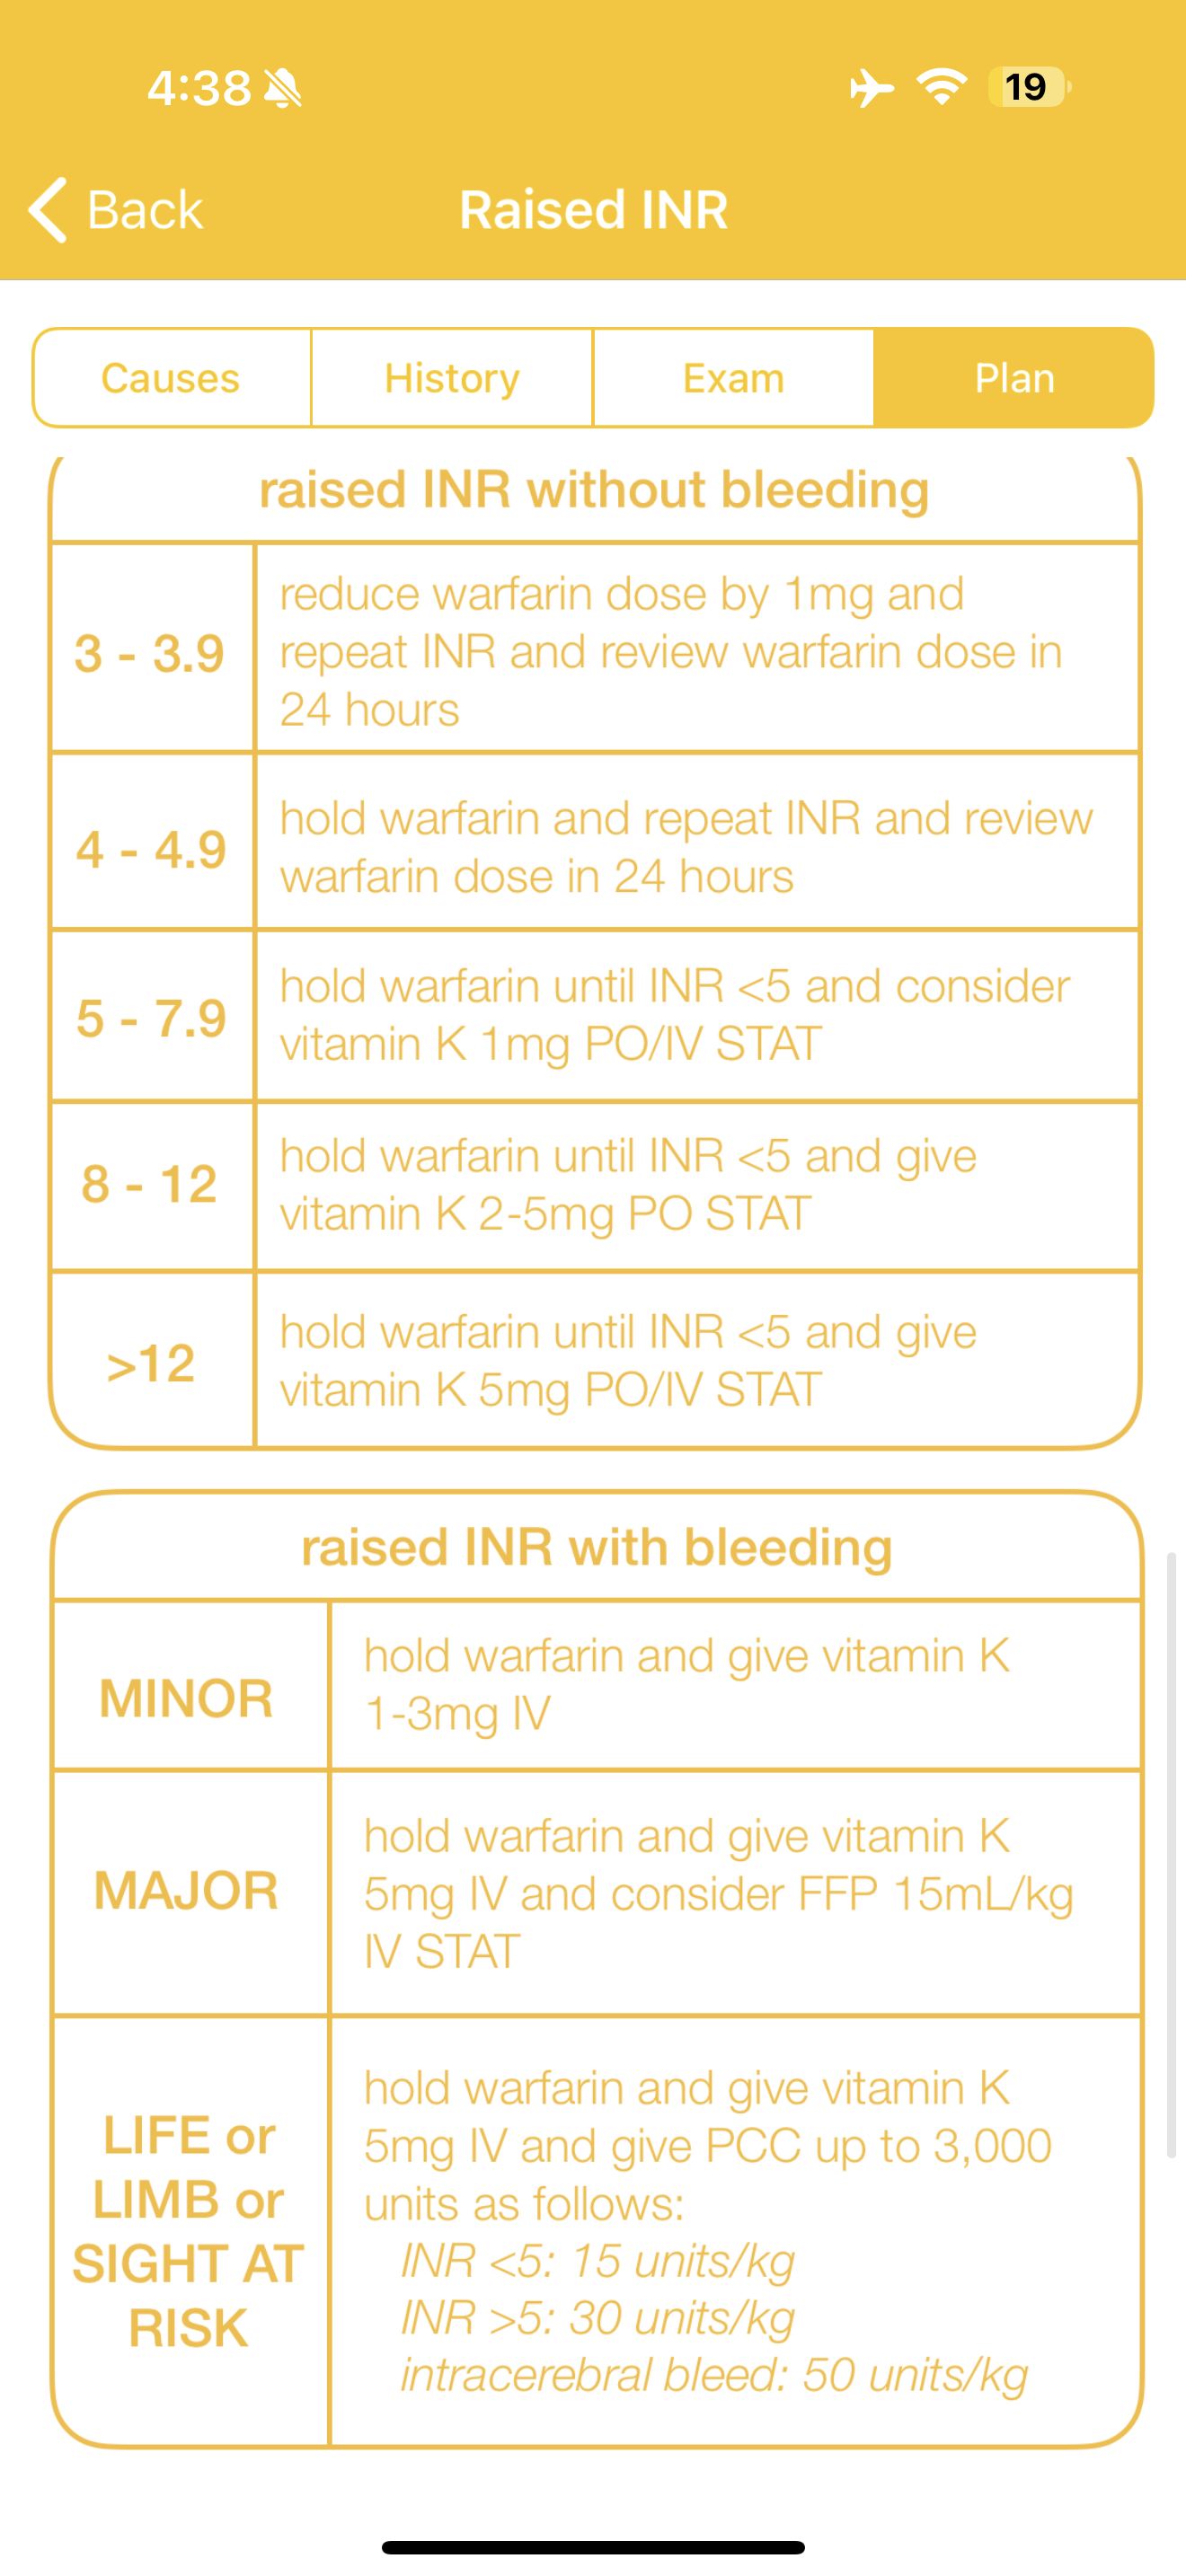 4:38
19
Back
Raised INR
Causes
History
Exam
Plan
raised INR without bleeding
3 - 3.9
reduce warfarin dose by 1mg and
repeat INR and review warfarin dose in
24 hours
4 - 4.9
hold warfarin and repeat INR and review
warfarin dose in 24 hours
5 - 7.9
hold warfarin until INR <5 and consider
vitamin K 1mg PO/IV STAT
8 - 12
hold warfarin until INR <5 and give
vitamin K 2-5mg PO STAT
>12
hold warfarin until INR <5 and give
vitamin K 5mg PO/IV STAT
raised INR with bleeding
MINOR
hold warfarin and give vitamin K
1-3mg IV
MAJOR
hold warfarin and give vitamin K
5mg IV and consider FFP 15mL/kg
IV STAT
LIFE or
LIMB or
SIGHT AT
RISK
hold warfarin and give vitamin K
5mg IV and give PCC up to 3,000
units as follows:
INR <5: 15 units/kg
INR >5: 30 units/kg
intracerebral bleed: 50 units/kg